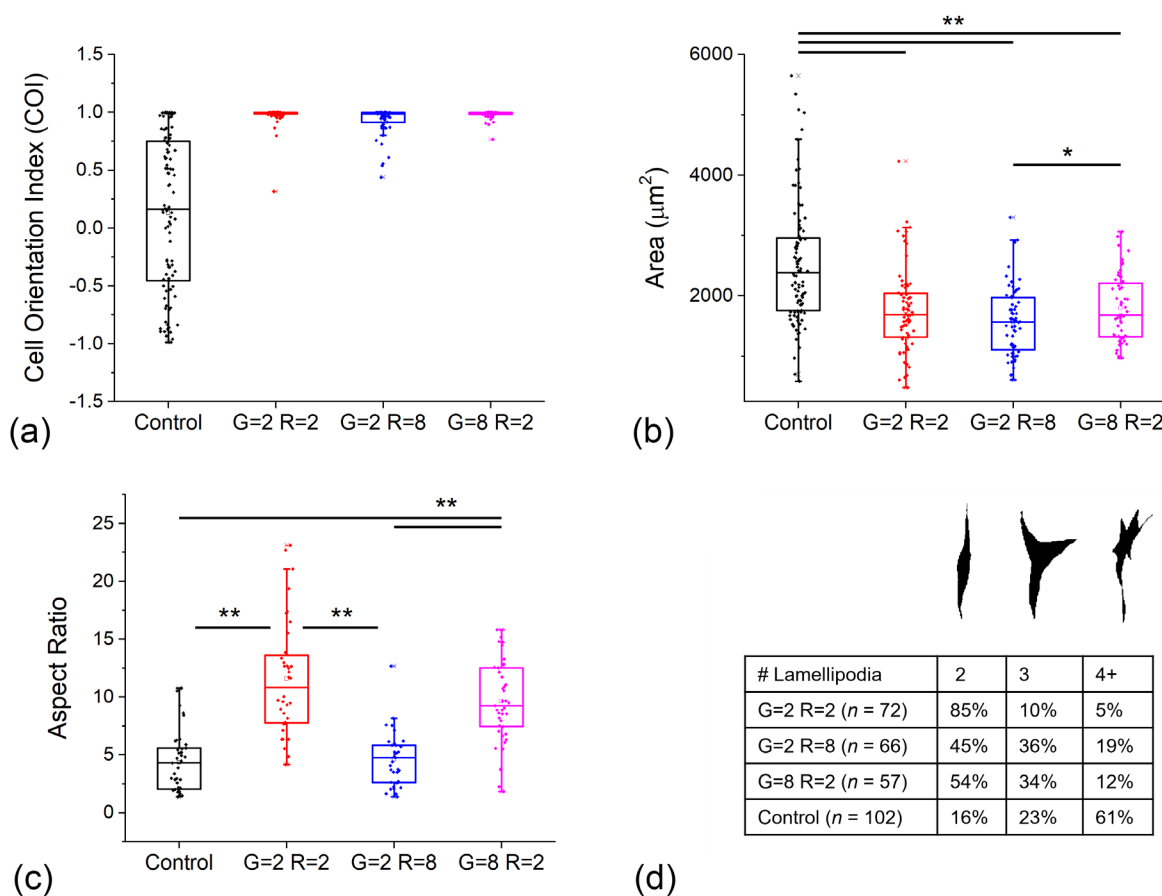 1.5
1.0
0.5
0.0
-0.5
-1.0
-1.5
Cell Orientation Index (COI)
Control G=2 R=2 G=2 R=8 G=8 R=2
(a)
**
*
6000
4000
2000
Area (μm²)
Control G=2 R=2 G=2 R=8 G=8 R=2
(b)
**
** **
25
20
15
10
5
0
Aspect Ratio
Control G=2 R=2 G=2 R=8 G=8 R=2
(c)
# Lamellipodia 2 3 4+
G=2 R=2 (n = 72) 85% 10% 5%
G=2 R=8 (n = 66) 45% 36% 19%
G=8 R=2 (n = 57) 54% 34% 12%
Control (n = 102) 16% 23% 61%
(d)